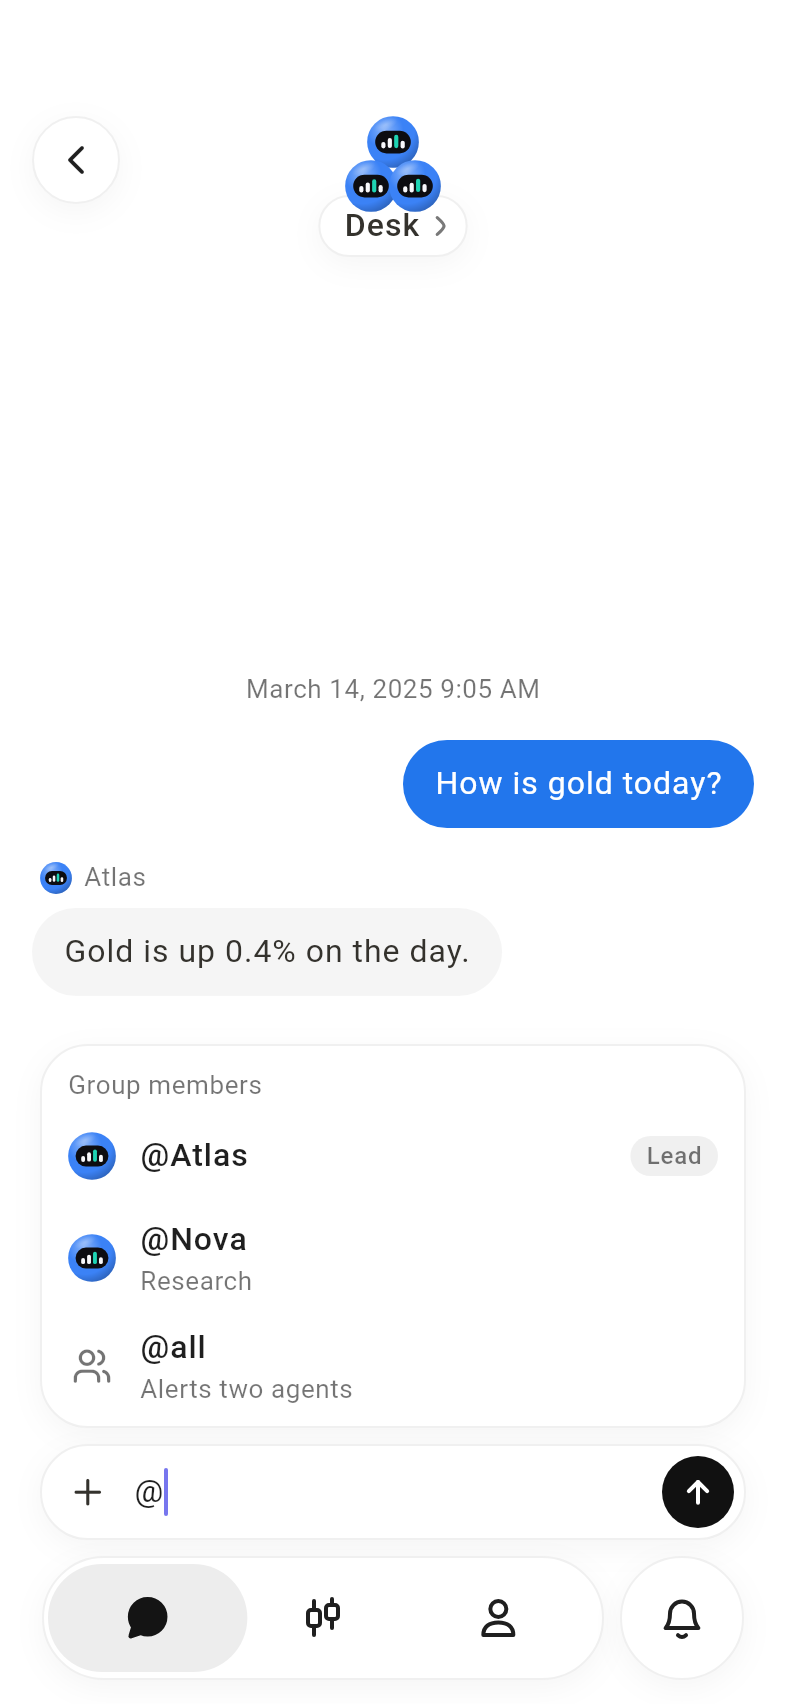 Desk
March 14, 2025 9:05 AM
How is gold today?
Atlas
Gold is up 0.4% on the day.
Group members
@Atlas
Lead
@Nova
Research
@all
Alerts two agents
@